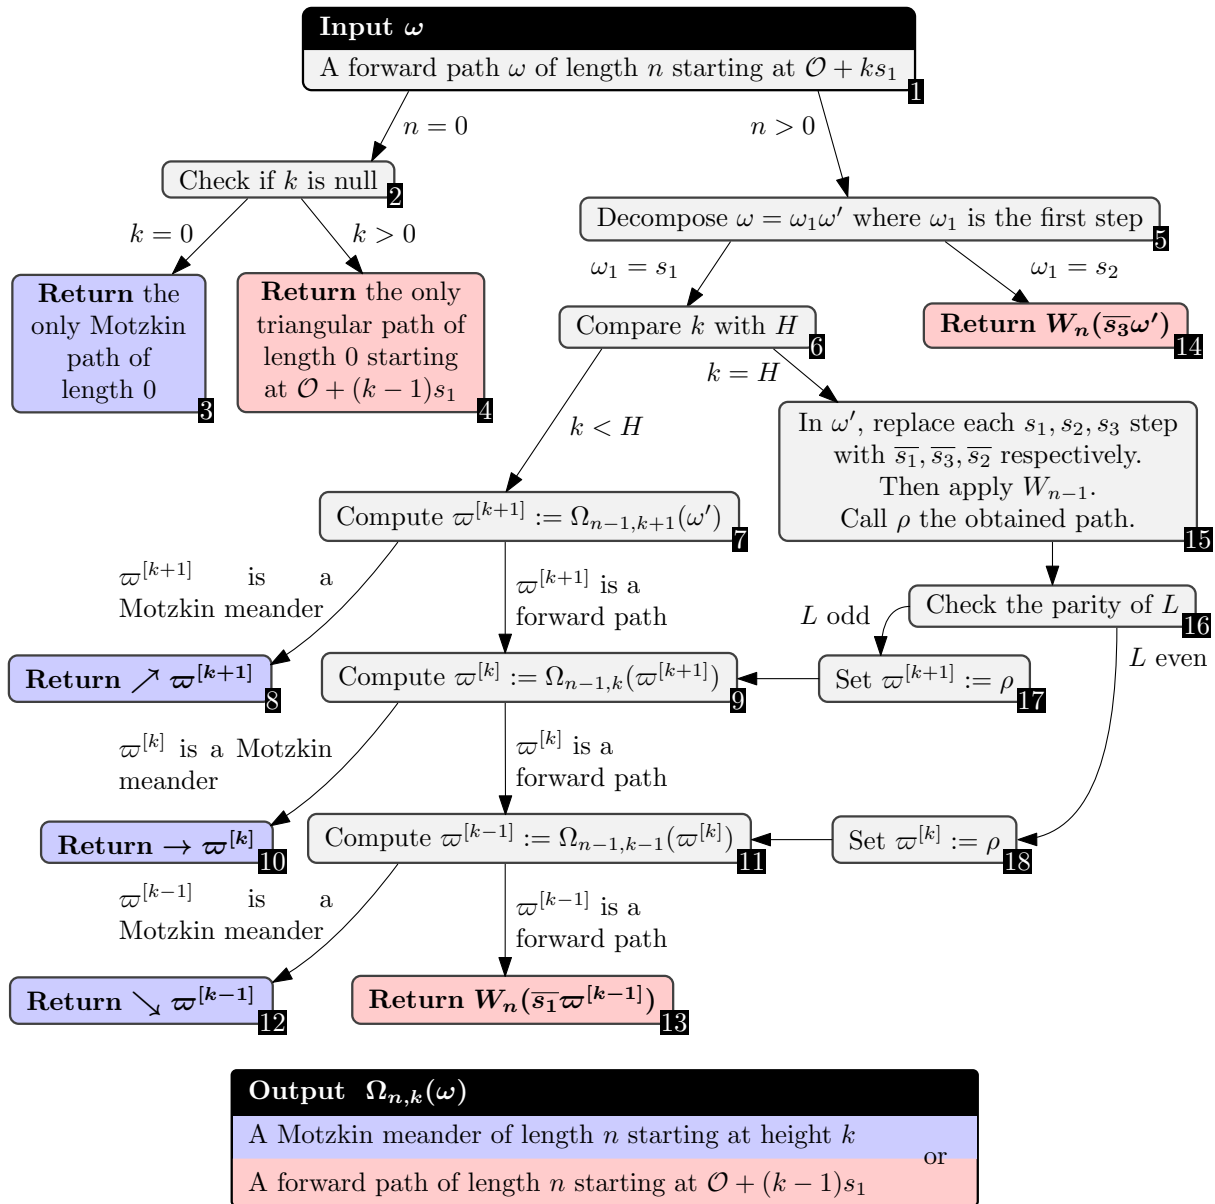 Input ω
A forward path ω of length n starting at 𝒪 + ks₁
1
n = 0
n > 0
Check if k is null
2
Decompose ω = ω₁ω′ where ω₁ is the first step
5
k = 0
k > 0
ω₁ = s₁
ω₁ = s₂
Return the
only Motzkin
path of
length 0
3
Return the only
triangular path of
length 0 starting
at 𝒪 + (k − 1)s₁
4
Compare k with H
6
Return Wₙ(s̅₃ω′)
14
k < H
k = H
In ω′, replace each s₁, s₂, s₃ step
with s̅₁, s̅₃, s̅₂ respectively.
Then apply Wₙ₋₁.
Call ρ the obtained path.
15
Compute ϖ^[k+1] := Ωₙ₋₁,ₖ₊₁(ω′)
7
ϖ^[k+1] is a
Motzkin meander
ϖ^[k+1] is a
forward path
Check the parity of L
16
L odd
L even
Return ↗ ϖ^[k+1]
8
Compute ϖ^[k] := Ωₙ₋₁,ₖ(ϖ^[k+1])
9
Set ϖ^[k+1] := ρ
17
ϖ^[k] is a Motzkin
meander
ϖ^[k] is a
forward path
Return → ϖ^[k]
10
Compute ϖ^[k−1] := Ωₙ₋₁,ₖ₋₁(ϖ^[k])
11
Set ϖ^[k] := ρ
18
ϖ^[k−1] is a
Motzkin meander
ϖ^[k−1] is a
forward path
Return ↘ ϖ^[k−1]
12
Return Wₙ(s̅₁ϖ^[k−1])
13
Output Ωₙ,ₖ(ω)
A Motzkin meander of length n starting at height k
or
A forward path of length n starting at 𝒪 + (k − 1)s₁